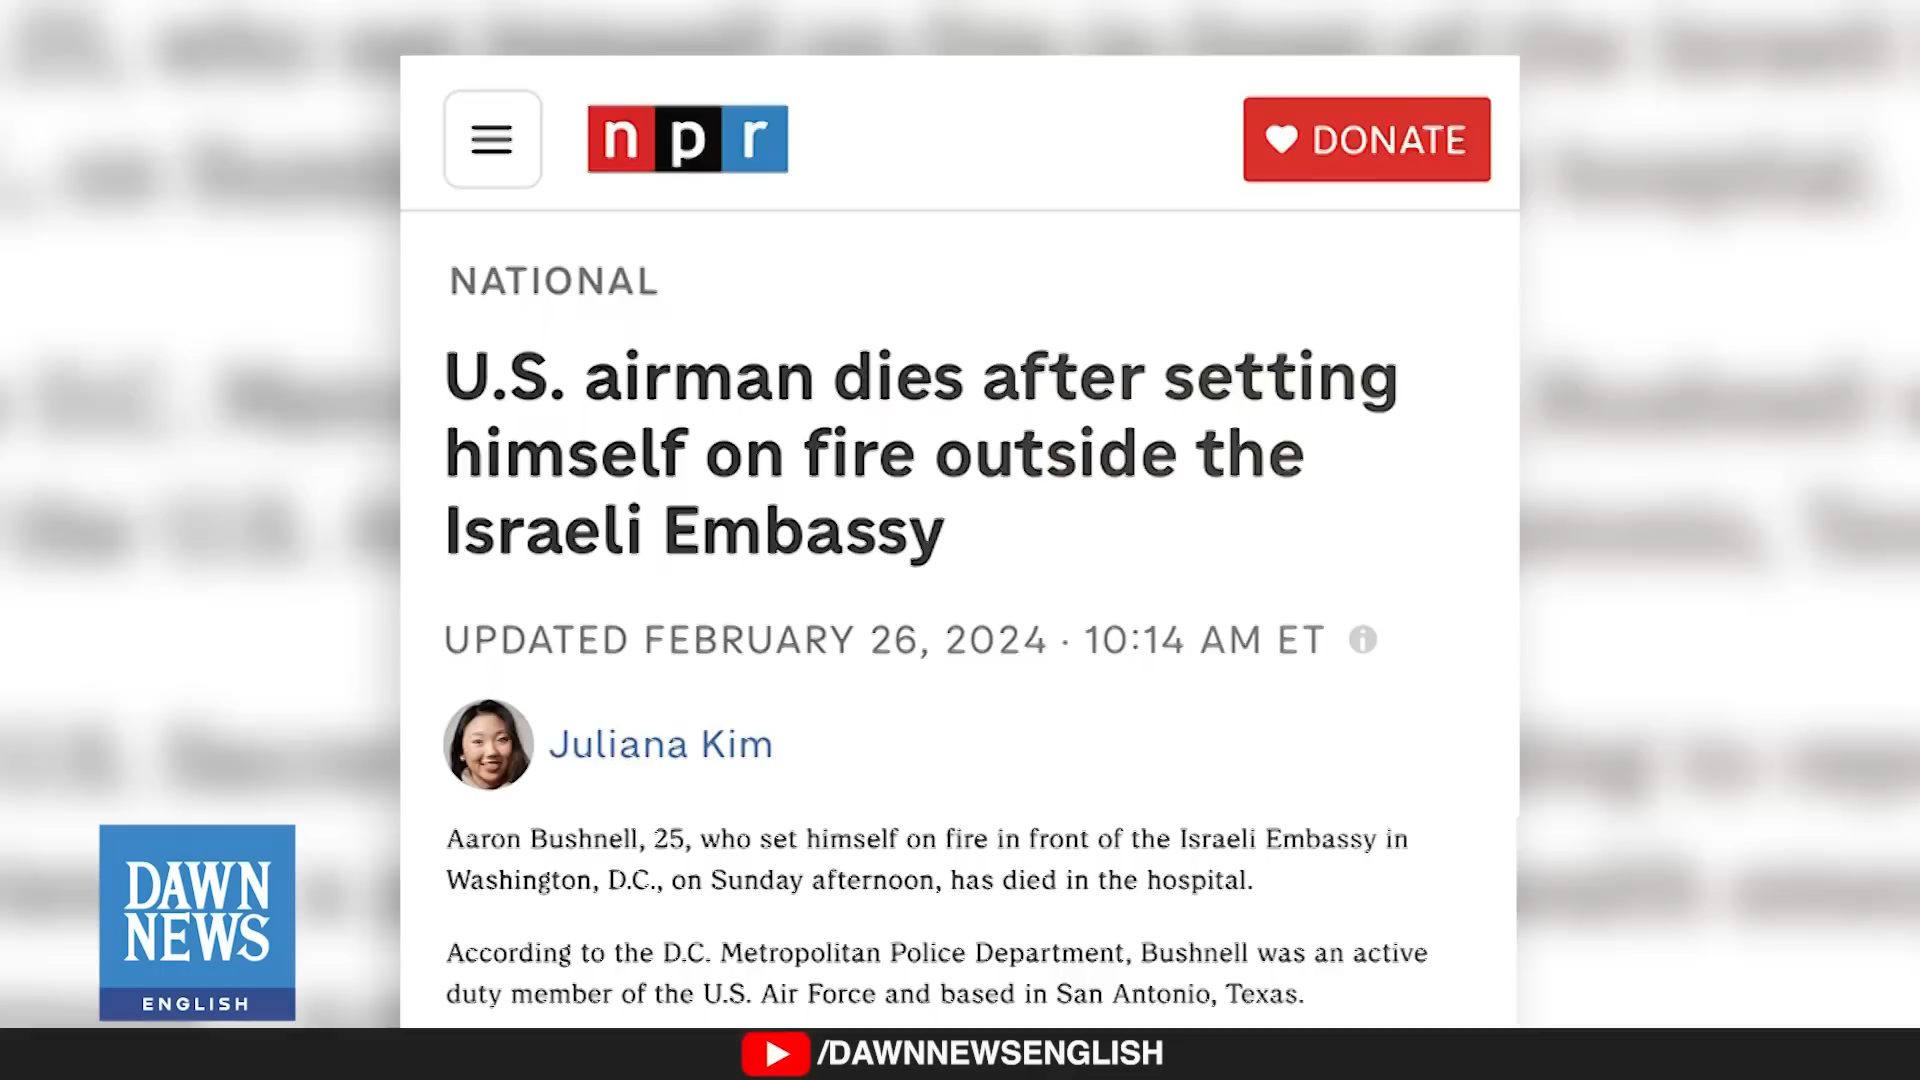 npr
DONATE
NATIONAL
U.S. airman dies after setting
himself on fire outside the
Israeli Embassy
UPDATED FEBRUARY 26, 2024 · 10:14 AM ET
Juliana Kim
Aaron Bushnell, 25, who set himself on fire in front of the Israeli Embassy in
Washington, D.C., on Sunday afternoon, has died in the hospital.
According to the D.C. Metropolitan Police Department, Bushnell was an active
duty member of the U.S. Air Force and based in San Antonio, Texas.
DAWN
NEWS
ENGLISH
/DAWNNEWSENGLISH